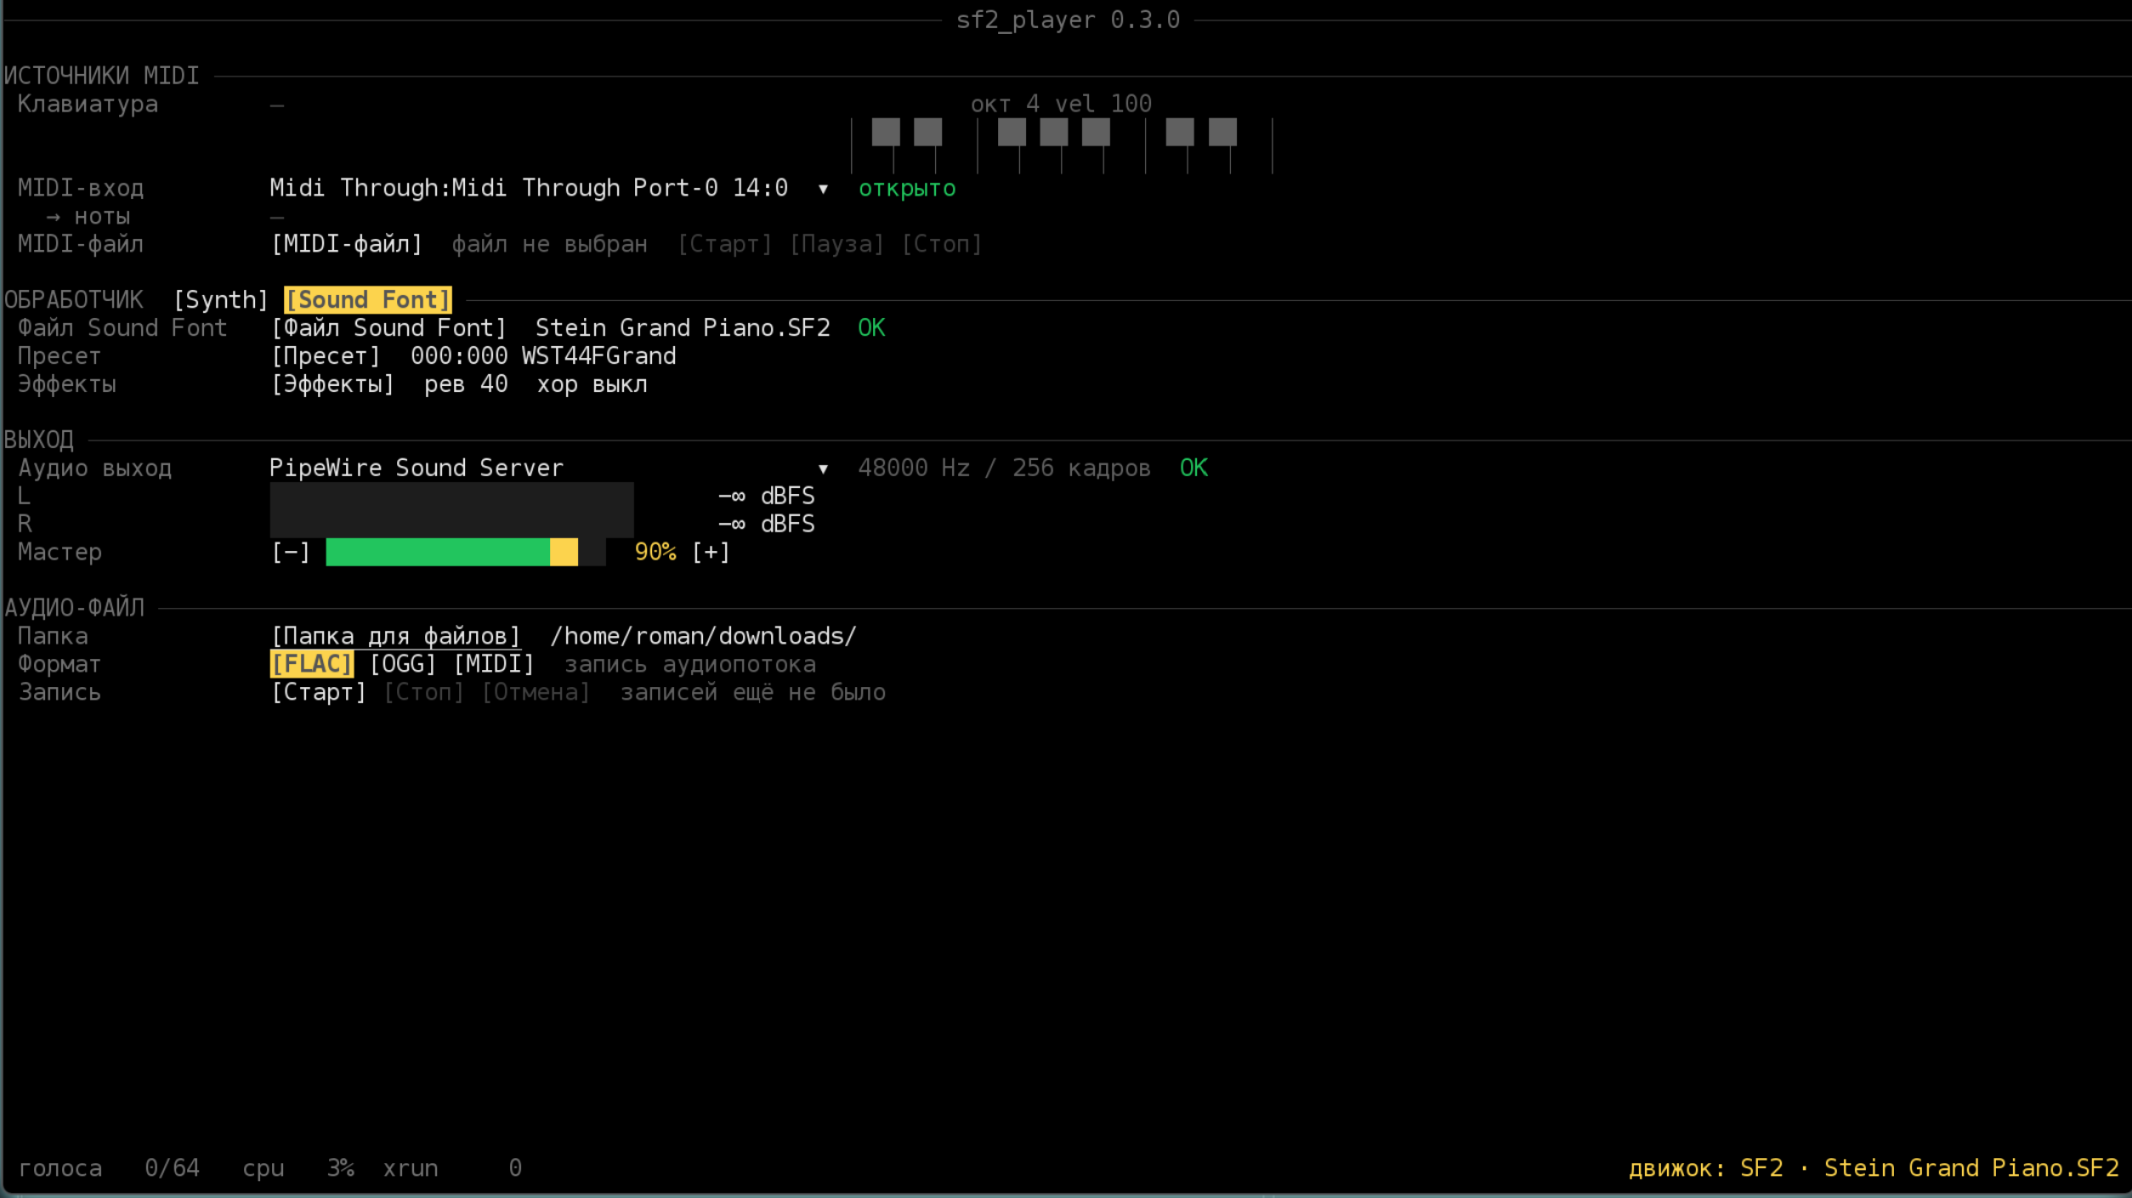 sf2_player 0.3.0
ИСТОЧНИКИ MIDI
Клавиатура — окт 4 vel 100
MIDI-вход Midi Through:Midi Through Port-0 14:0 ▾ открыто
→ ноты —
MIDI-файл [MIDI-файл] файл не выбран [Старт] [Пауза] [Стоп]
ОБРАБОТЧИК [Synth] [Sound Font]
Файл Sound Font [Файл Sound Font] Stein Grand Piano.SF2 OK
Пресет [Пресет] 000:000 WST44FGrand
Эффекты [Эффекты] рев 40 хор выкл
ВЫХОД
Аудио выход PipeWire Sound Server ▾ 48000 Hz / 256 кадров OK
L −∞ dBFS
R −∞ dBFS
Мастер [−] 90% [+]
АУДИО-ФАЙЛ
Папка [Папка для файлов] /home/roman/downloads/
Формат [FLAC] [OGG] [MIDI] запись аудиопотока
Запись [Старт] [Стоп] [Отмена] записей ещё не было
голоса 0/64 cpu 3% xrun 0 движок: SF2 · Stein Grand Piano.SF2